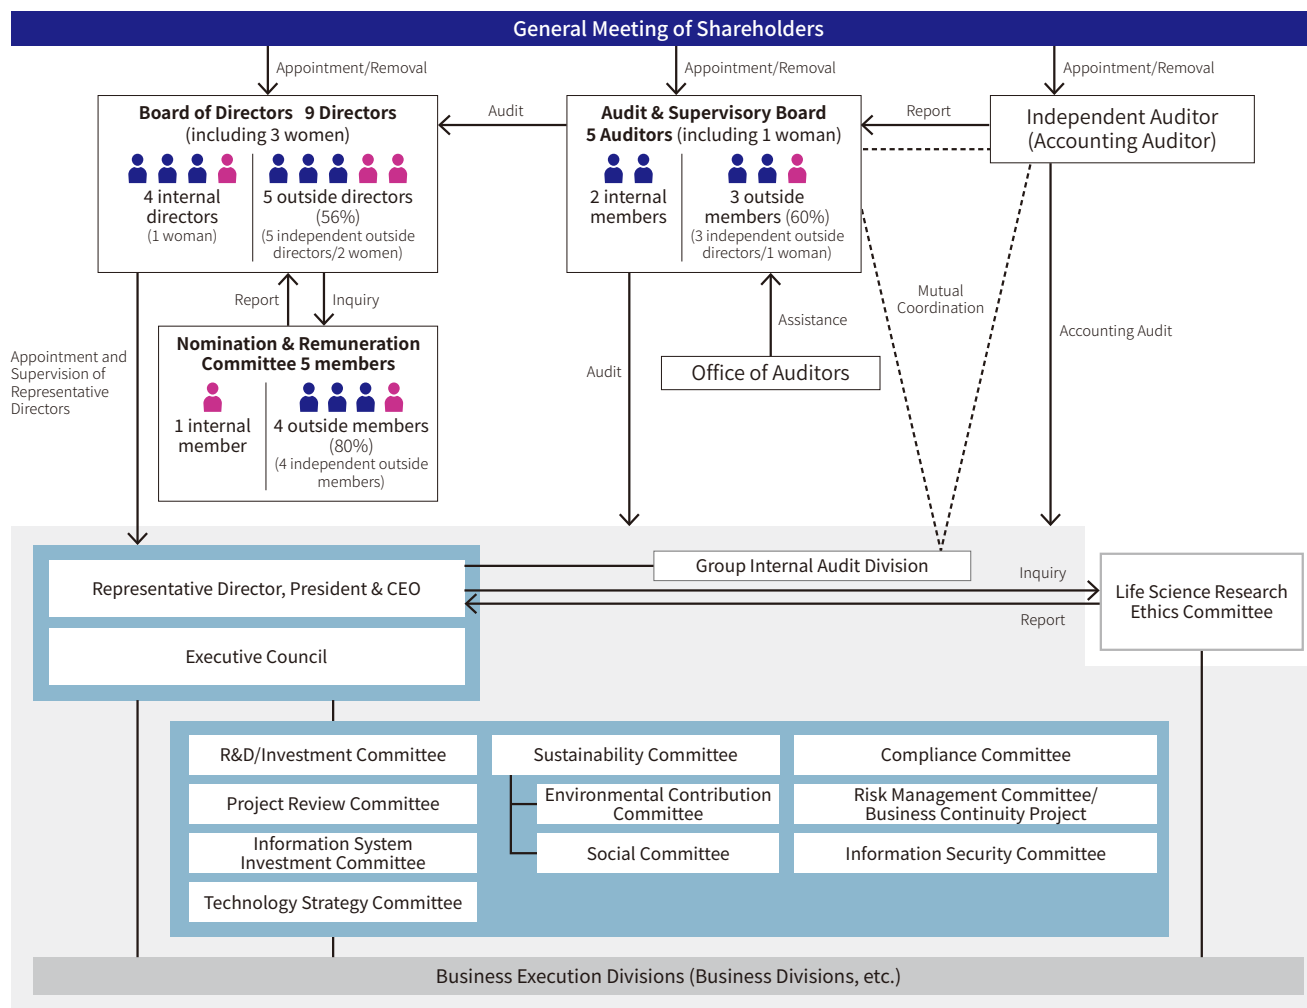 General Meeting of Shareholders
Appointment/Removal
Appointment/Removal
Appointment/Removal
Board of Directors 9 Directors
(including 3 women)
4 internal
directors
(1 woman)
5 outside directors
(56%)
(5 independent outside
directors/2 women)
Audit
Audit & Supervisory Board
5 Auditors (including 1 woman)
2 internal
members
3 outside
members (60%)
(3 independent outside
directors/1 woman)
Report
Independent Auditor
(Accounting Auditor)
Report
Inquiry
Nomination & Remuneration
Committee 5 members
1 internal
member
4 outside members
(80%)
(4 independent outside
members)
Appointment and
Supervision of
Representative
Directors
Assistance
Office of Auditors
Audit
Mutual
Coordination
Accounting Audit
Representative Director, President & CEO
Executive Council
Group Internal Audit Division
Inquiry
Report
Life Science Research
Ethics Committee
R&D/Investment Committee
Project Review Committee
Information System
Investment Committee
Technology Strategy Committee
Sustainability Committee
Environmental Contribution
Committee
Social Committee
Compliance Committee
Risk Management Committee/
Business Continuity Project
Information Security Committee
Business Execution Divisions (Business Divisions, etc.)